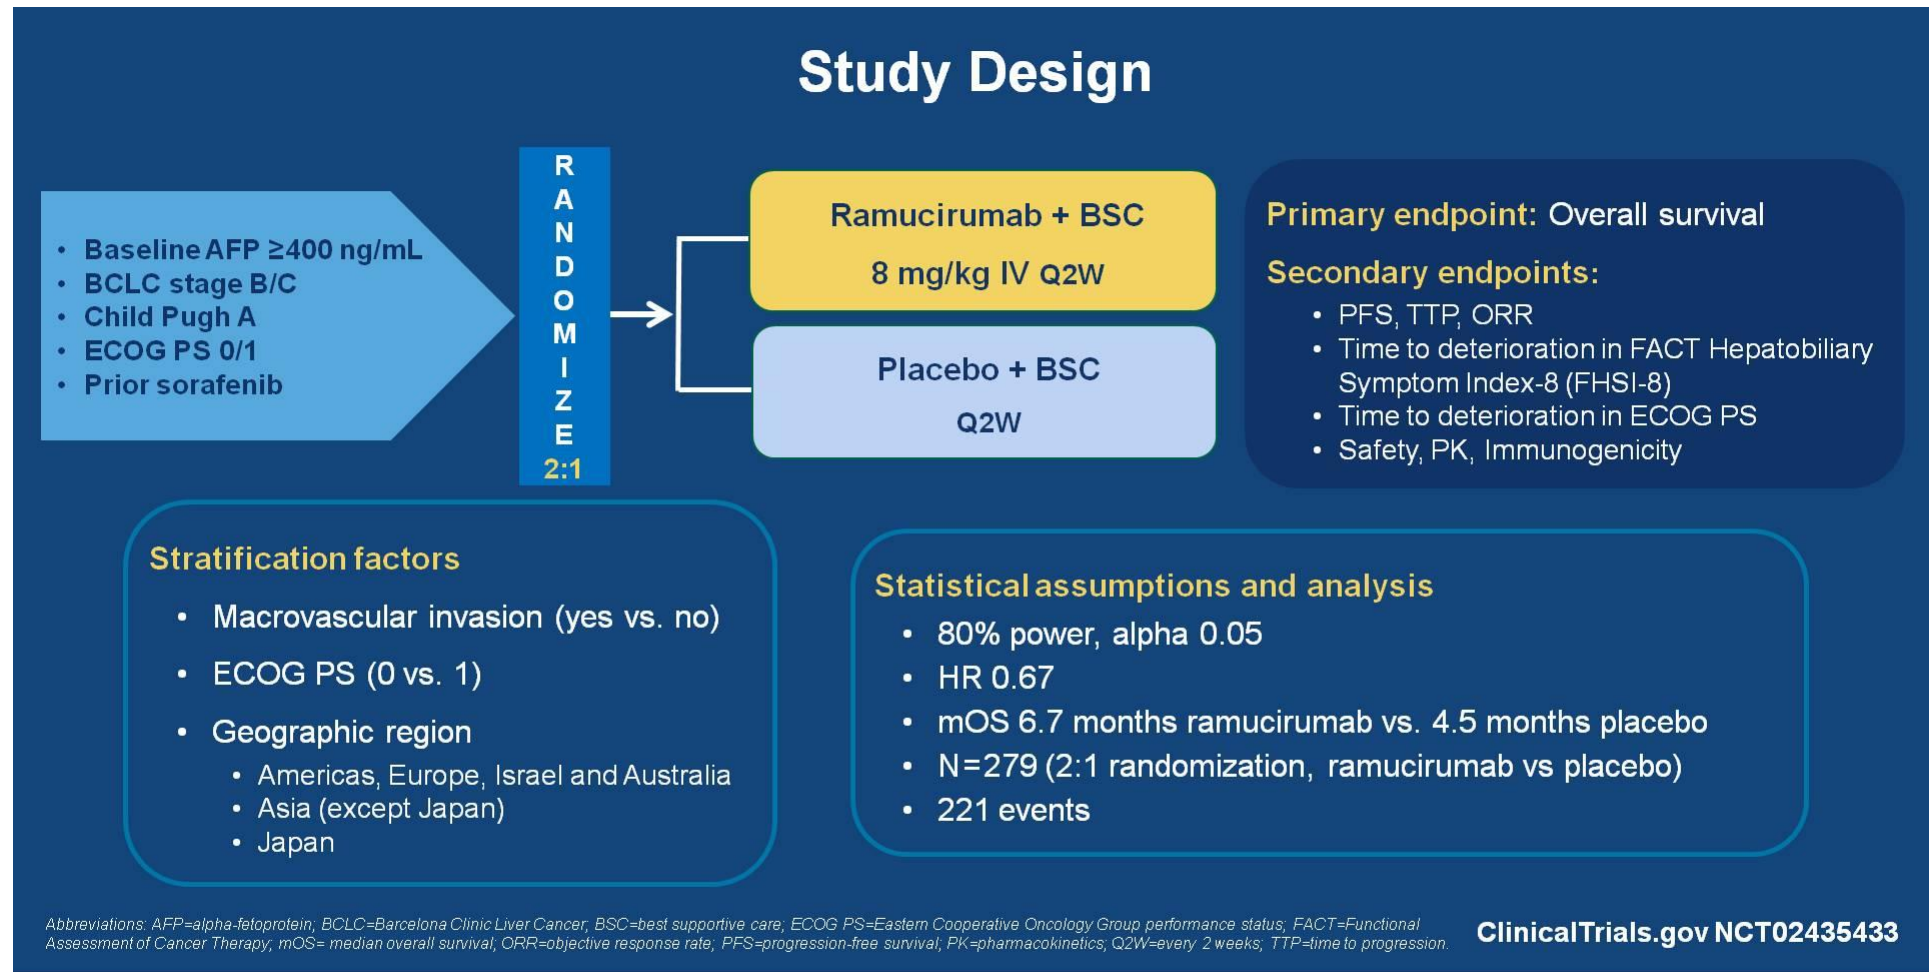 Study Design
• Baseline AFP ≥400 ng/mL
• BCLC stage B/C
• Child Pugh A
• ECOG PS 0/1
• Prior sorafenib
RANDOMIZE
2:1
Ramucirumab + BSC
8 mg/kg IV Q2W
Placebo + BSC
Q2W
Primary endpoint: Overall survival
Secondary endpoints:
• PFS, TTP, ORR
• Time to deterioration in FACT Hepatobiliary
Symptom Index-8 (FHSI-8)
• Time to deterioration in ECOG PS
• Safety, PK, Immunogenicity
Stratification factors
• Macrovascular invasion (yes vs. no)
• ECOG PS (0 vs. 1)
• Geographic region
• Americas, Europe, Israel and Australia
• Asia (except Japan)
• Japan
Statistical assumptions and analysis
• 80% power, alpha 0.05
• HR 0.67
• mOS 6.7 months ramucirumab vs. 4.5 months placebo
• N=279 (2:1 randomization, ramucirumab vs placebo)
• 221 events
Abbreviations: AFP=alpha-fetoprotein; BCLC=Barcelona Clinic Liver Cancer; BSC=best supportive care; ECOG PS=Eastern Cooperative Oncology Group performance status; FACT=Functional
Assessment of Cancer Therapy; mOS= median overall survival; ORR=objective response rate; PFS=progression-free survival; PK=pharmacokinetics; Q2W=every 2 weeks; TTP=time to progression.
ClinicalTrials.gov NCT02435433